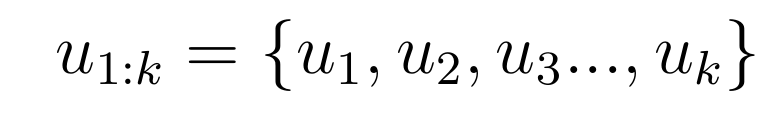 u_{1:k} = {u_1, u_2, u_3..., u_k}